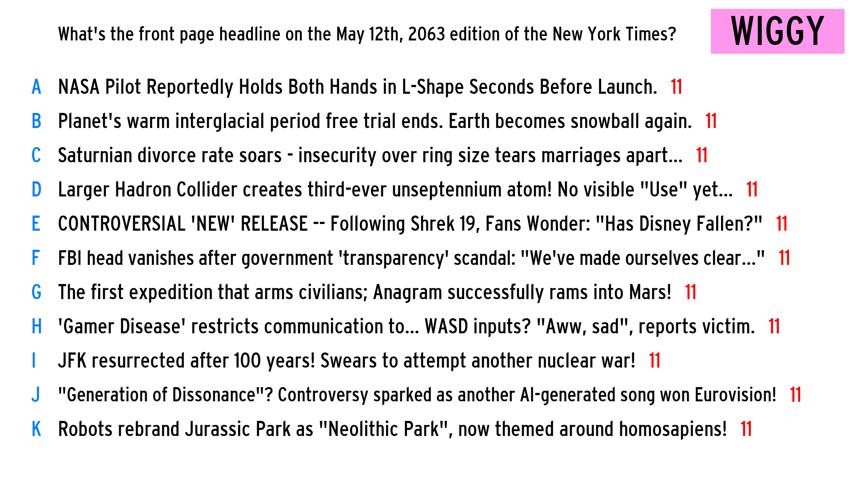 What's the front page headline on the May 12th, 2063 edition of the New York Times? WIGGY
A NASA Pilot Reportedly Holds Both Hands in L-Shape Seconds Before Launch. 11
B Planet's warm interglacial period free trial ends. Earth becomes snowball again. 11
C Saturnian divorce rate soars - insecurity over ring size tears marriages apart... 11
D Larger Hadron Collider creates third-ever unseptennium atom! No visible "Use" yet... 11
E CONTROVERSIAL 'NEW' RELEASE -- Following Shrek 19, Fans Wonder: "Has Disney Fallen?" 11
F FBI head vanishes after government 'transparency' scandal: "We've made ourselves clear..." 11
G The first expedition that arms civilians; Anagram successfully rams into Mars! 11
H 'Gamer Disease' restricts communication to... WASD inputs? "Aww, sad", reports victim. 11
I JFK resurrected after 100 years! Swears to attempt another nuclear war! 11
J "Generation of Dissonance"? Controversy sparked as another AI-generated song won Eurovision! 11
K Robots rebrand Jurassic Park as "Neolithic Park", now themed around homosapiens! 11